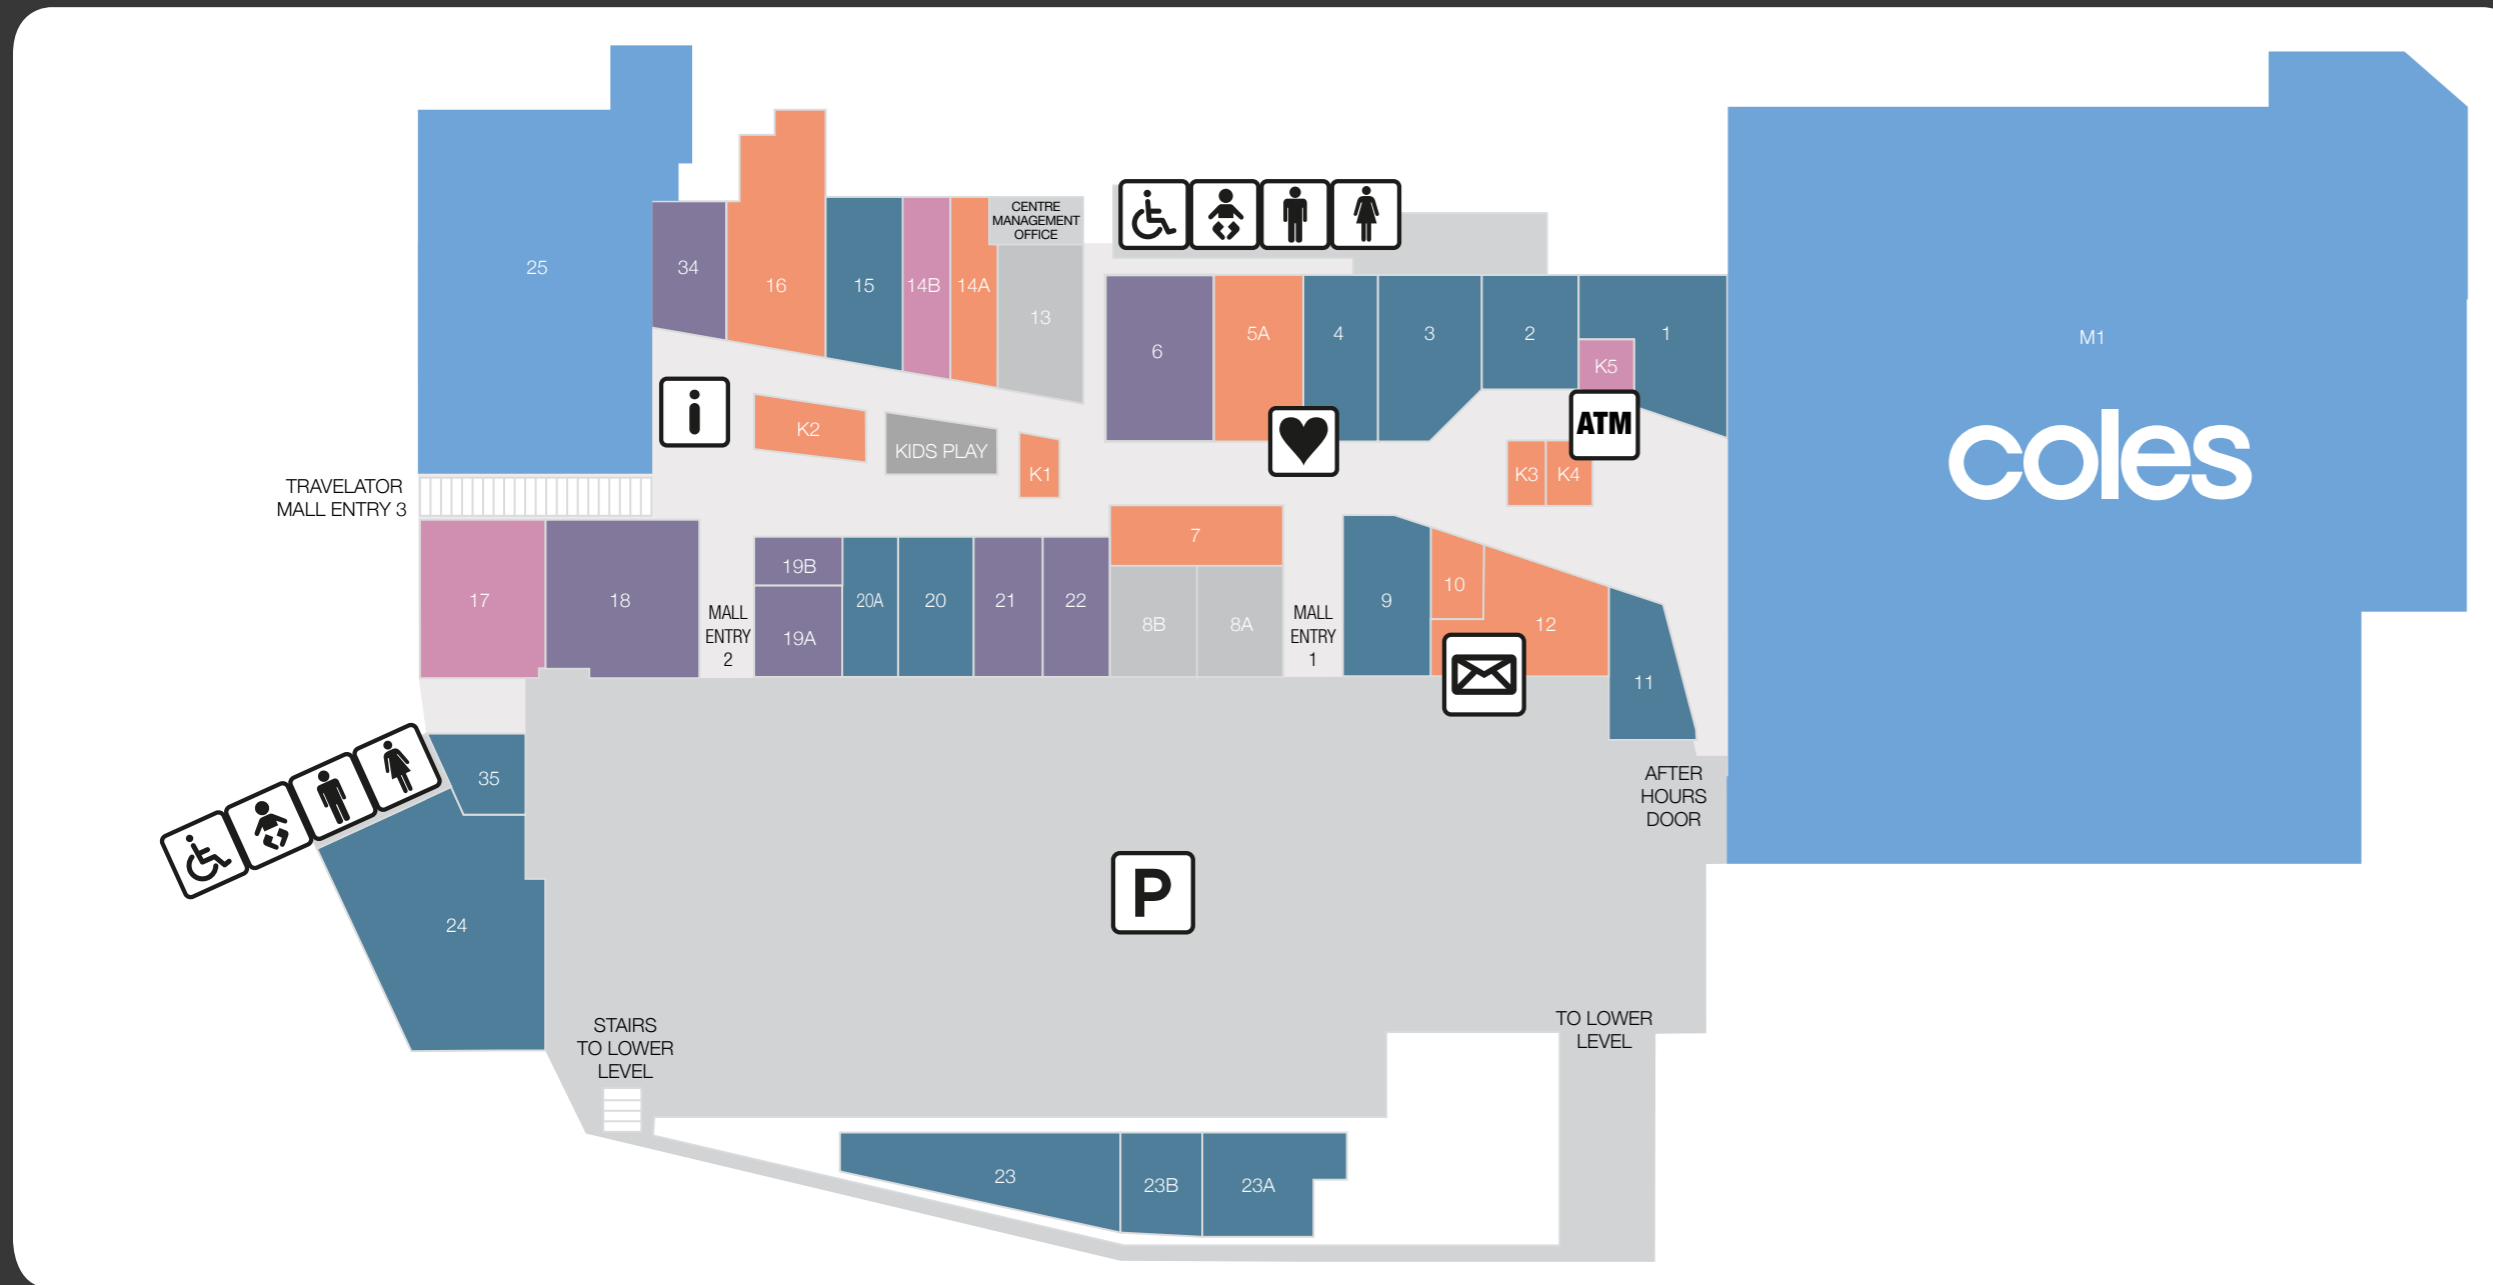 CENTRE
MANAGEMENT
OFFICE
25
34
16
15
14B
14A
13
6
5A
4
3
2
1
K5
M1
coles
i
K2
KIDS PLAY
K1
ATM
K3
K4
TRAVELATOR
MALL ENTRY 3
17
18
MALL
ENTRY
2
19B
19A
20A
20
21
22
7
8B
8A
MALL
ENTRY
1
9
10
12
11
35
24
AFTER
HOURS
DOOR
P
STAIRS
TO LOWER
LEVEL
TO LOWER
LEVEL
23
23B
23A